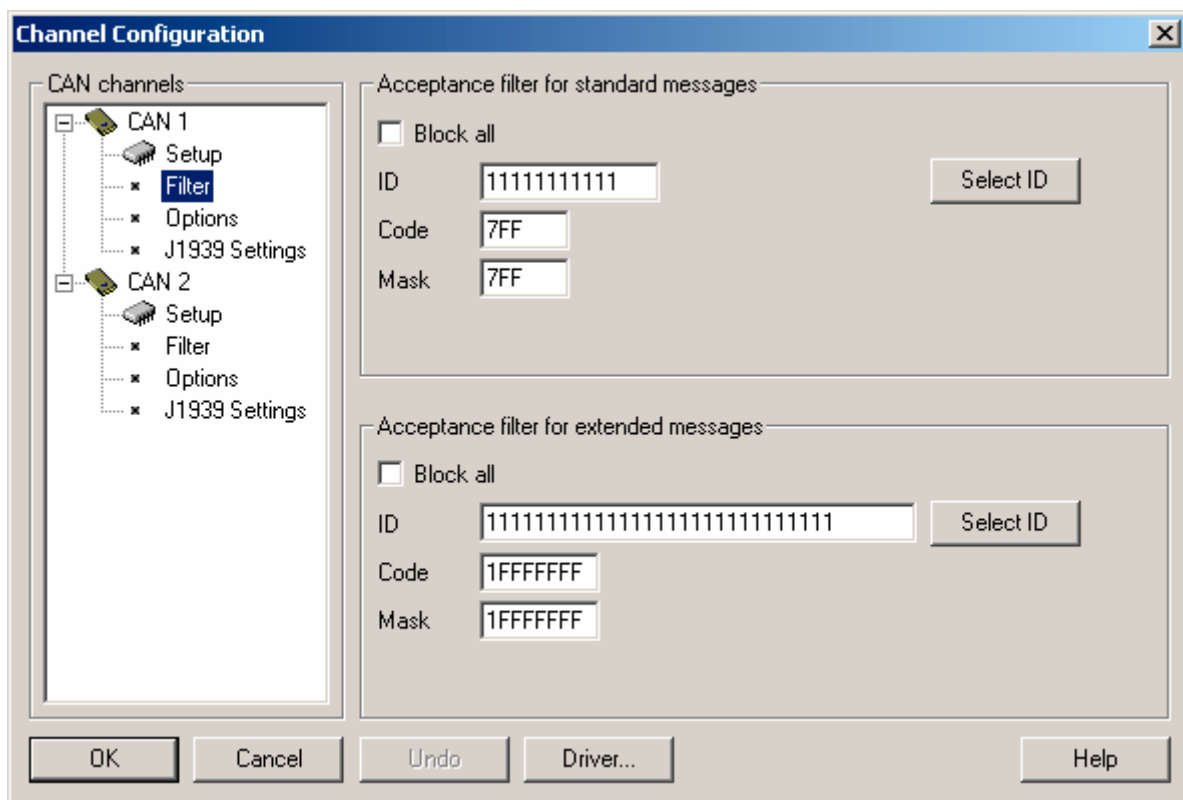 Channel Configuration
CAN channels
CAN 1
Setup
Filter
Options
J1939 Settings
CAN 2
Setup
Filter
Options
J1939 Settings
Acceptance filter for standard messages
Block all
ID 11111111111 Select ID
Code 7FF
Mask 7FF
Acceptance filter for extended messages
Block all
ID 11111111111111111111111111111 Select ID
Code 1FFFFFFF
Mask 1FFFFFFF
OK Cancel Undo Driver... Help